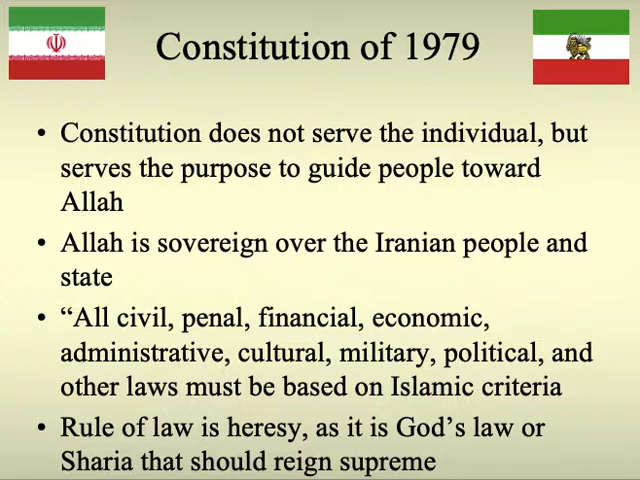 Constitution of 1979
• Constitution does not serve the individual, but
serves the purpose to guide people toward
Allah
• Allah is sovereign over the Iranian people and
state
• “All civil, penal, financial, economic,
administrative, cultural, military, political, and
other laws must be based on Islamic criteria
• Rule of law is heresy, as it is God’s law or
Sharia that should reign supreme